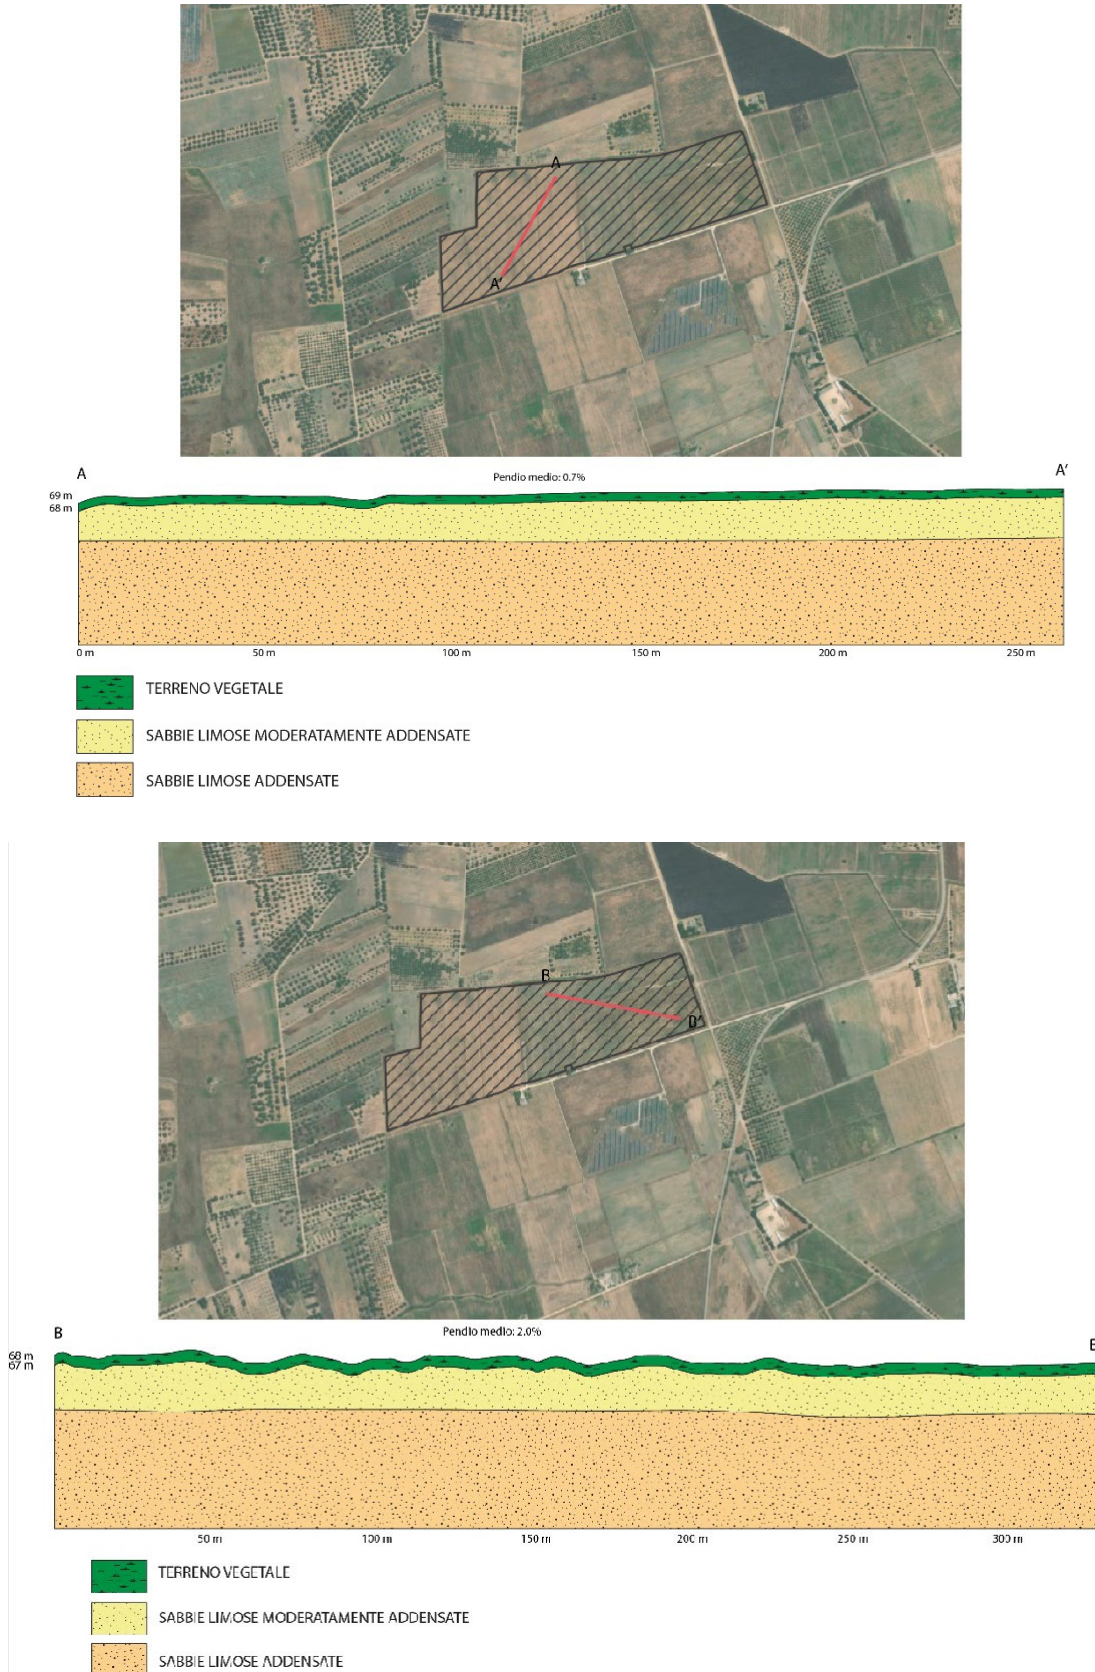 A
A'
A
A'
Pendio medio: 0.7%
69 m
68 m
0 m
50 m
100 m
150 m
200 m
250 m
TERRENO VEGETALE
SABBIE LIMOSE MODERATAMENTE ADDENSATE
SABBIE LIMOSE ADDENSATE
B
B'
Pendio medio: 2.0%
B
B
68 m
67 m
50 m
100 m
150 m
200 m
250 m
300 m
TERRENO VEGETALE
SABBIE LIMOSE MODERATAMENTE ADDENSATE
SABBIE LIMOSE ADDENSATE